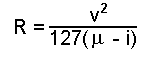 R = v²
127(μ - i)